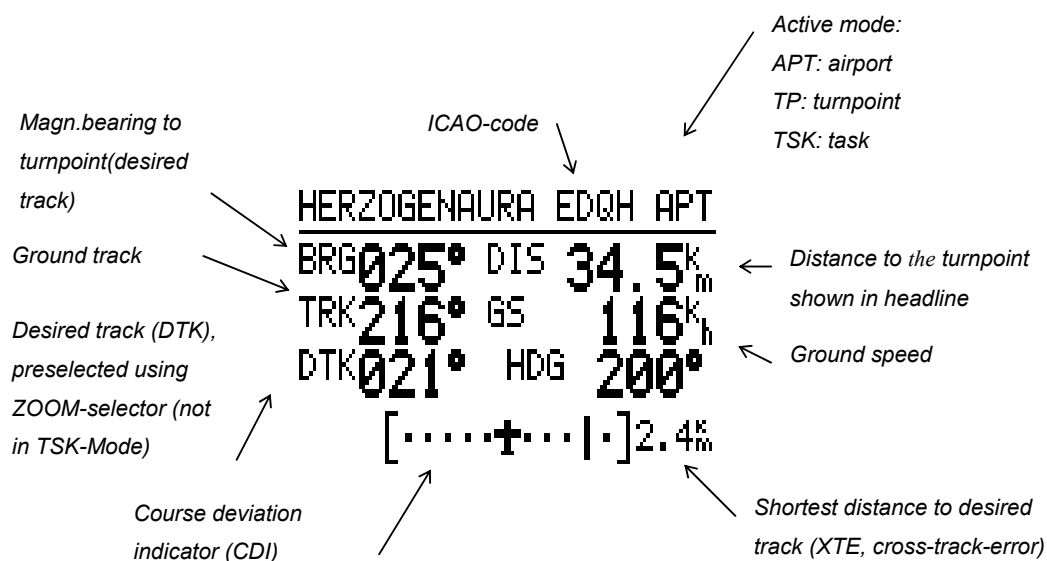 Active mode:
APT: airport
TP: turnpoint
TSK: task
Magn.bearing to
turnpoint(desired
track)
ICAO-code
HERZOGENAURA EDQH APT
Ground track
BRG025° DIS 34.5km
TRK216° GS 116kh
DTK021° HDG 200°
[·····+···|·]2.4km
Distance to the turnpoint
shown in headline
Ground speed
Desired track (DTK),
preselected using
ZOOM-selector (not
in TSK-Mode)
Course deviation
indicator (CDI)
Shortest distance to desired
track (XTE, cross-track-error)